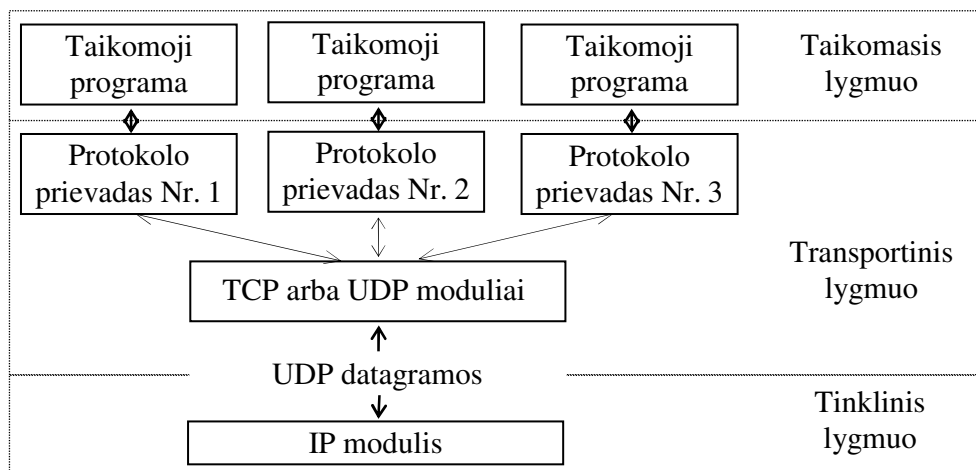 Taikomoji
programa
Taikomoji
programa
Taikomoji
programa
Taikomasis
lygmuo
Protokolo
prievadas Nr. 1
Protokolo
prievadas Nr. 2
Protokolo
prievadas Nr. 3
Transportinis
lygmuo
TCP arba UDP moduliai
UDP datagramos
Tinklinis
lygmuo
IP modulis